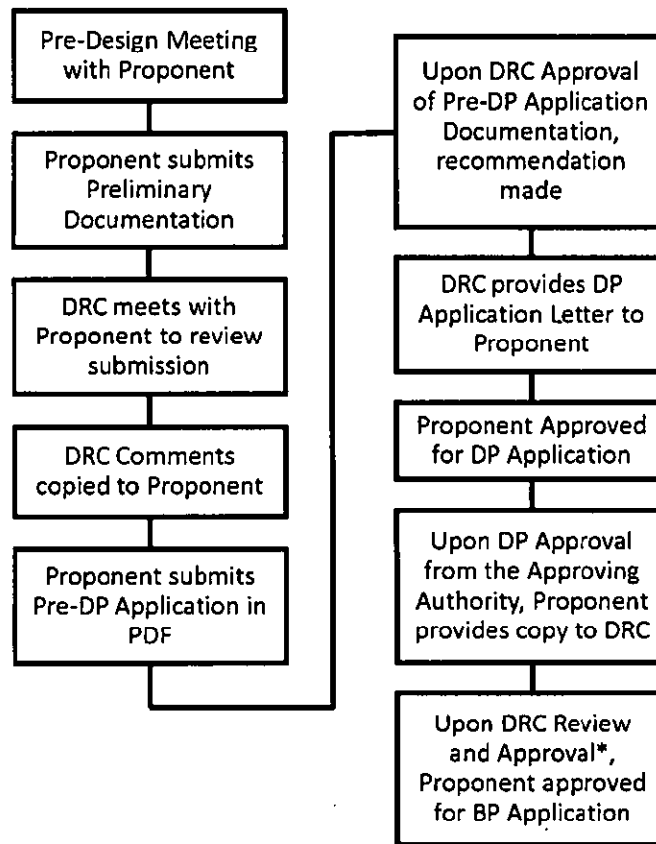 Pre-Design Meeting
with Proponent
Proponent submits
Preliminary
Documentation
DRC meets with
Proponent to review
submission
DRC Comments
copied to Proponent
Proponent submits
Pre-DP Application in
PDF
Upon DRC Approval
of Pre-DP Application
Documentation,
recommendation
made
DRC provides DP
Application Letter to
Proponent
Proponent Approved
for DP Application
Upon DP Approval
from the Approving
Authority, Proponent
provides copy to DRC
Upon DRC Review
and Approval*,
Proponent approved
for BP Application